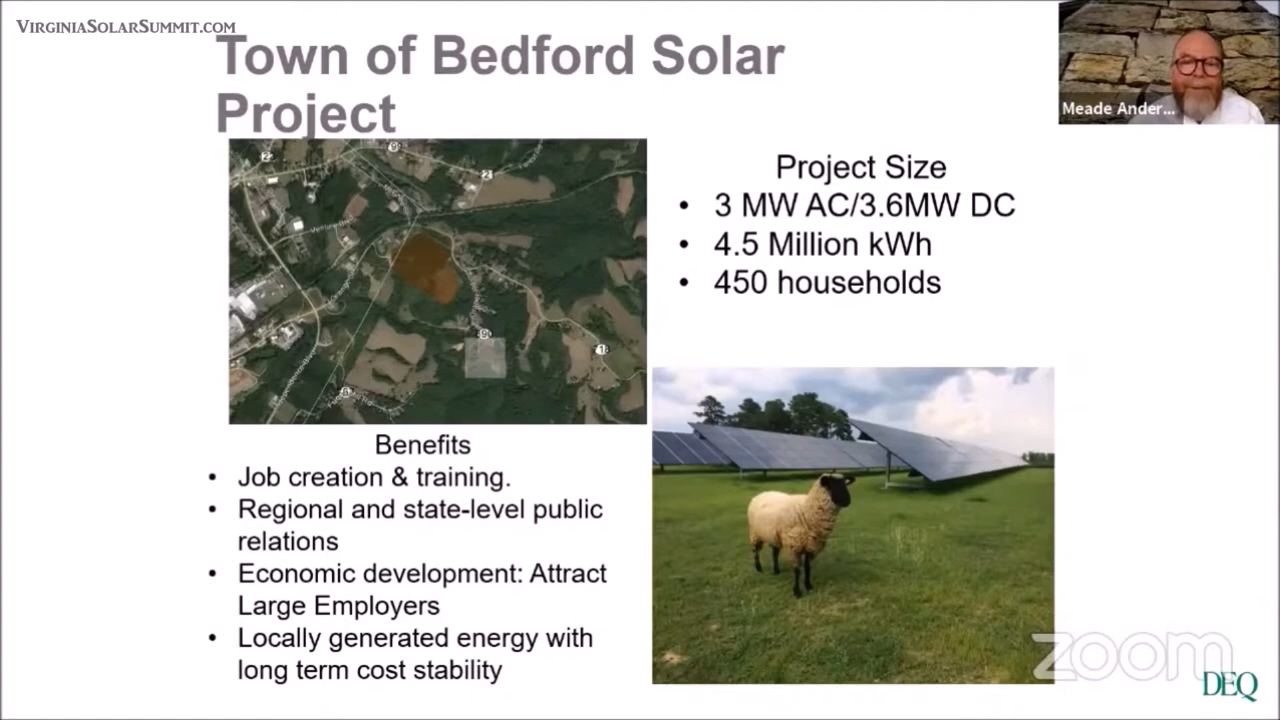 VIRGINIASOLARSUMMIT.COM
Town of Bedford Solar
Project
Meade Ander...
Project Size
• 3 MW AC/3.6MW DC
• 4.5 Million kWh
• 450 households
Benefits
• Job creation & training.
• Regional and state-level public
relations
• Economic development: Attract
Large Employers
• Locally generated energy with
long term cost stability
zoom
DEQ